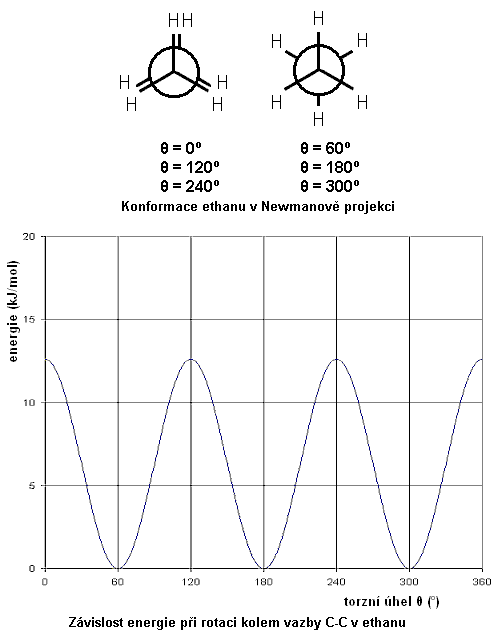 HH H
H H H H
H H H H
H
θ = 0º θ = 60º
θ = 120º θ = 180º
θ = 240º θ = 300º
Konformace ethanu v Newmanově projekci
energie (kJ/mol)
20
15
10
5
0
0 60 120 180 240 300 360
torzní úhel θ (º)
Závislost energie při rotaci kolem vazby C-C v ethanu